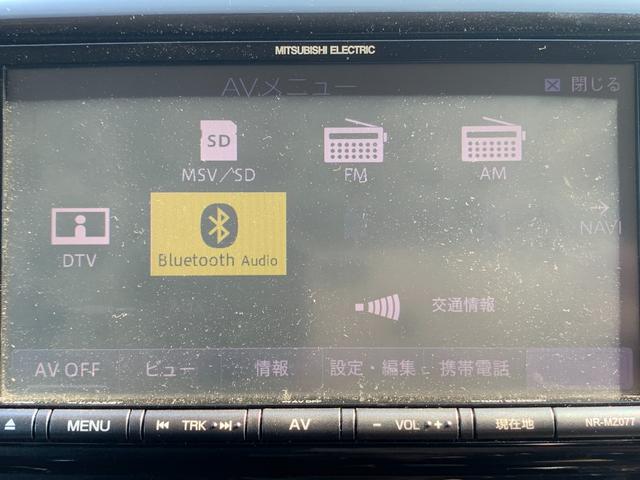 MITSUBISHI ELECTRIC
AVメニュー
閉じる
SD
MSV/SD
FM
AM
DTV
Bluetooth Audio
NAVI
交通情報
AV OFF
ビュー
情報
設定・編集
携帯電話
MENU
TRK
AV
− VOL +
現在地
NR-MZ077